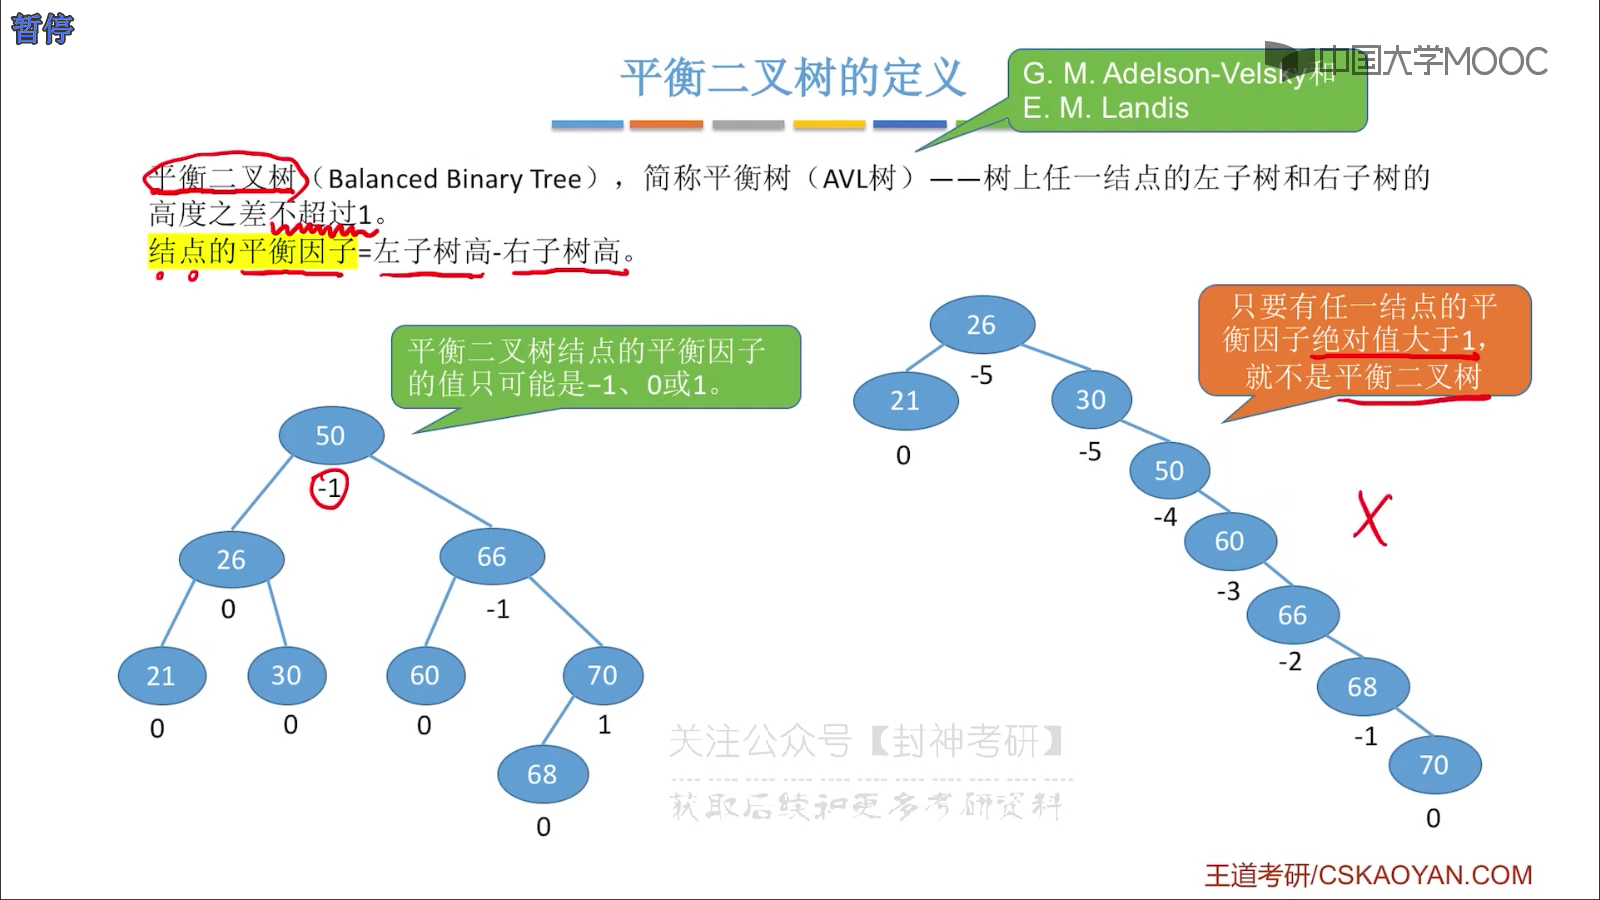 暂停
中国大学MOOC
平衡二叉树的定义
G. M. Adelson-Velsky和
E. M. Landis
平衡二叉树（Balanced Binary Tree），简称平衡树（AVL树）——树上任一结点的左子树和右子树的
高度之差不超过1。
结点的平衡因子=左子树高-右子树高。
平衡二叉树结点的平衡因子
的值只可能是−1、0或1。
只要有任一结点的平
衡因子绝对值大于1，
就不是平衡二叉树
50
-1
26
66
0
-1
21
30
60
70
0
0
0
1
68
0
26
-5
21
30
0
-5
50
-4
60
-3
66
-2
68
-1
70
0
X
关注公众号【封神考研】
获取后续和更多考研资料
王道考研/CSKAOYAN.COM